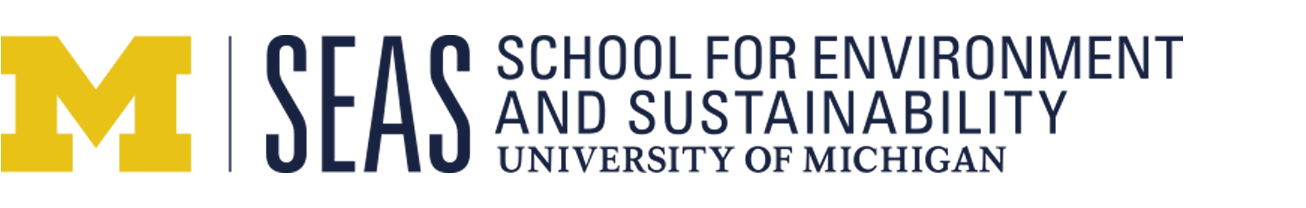 M
SEAS
SCHOOL FOR ENVIRONMENT
AND SUSTAINABILITY
UNIVERSITY OF MICHIGAN